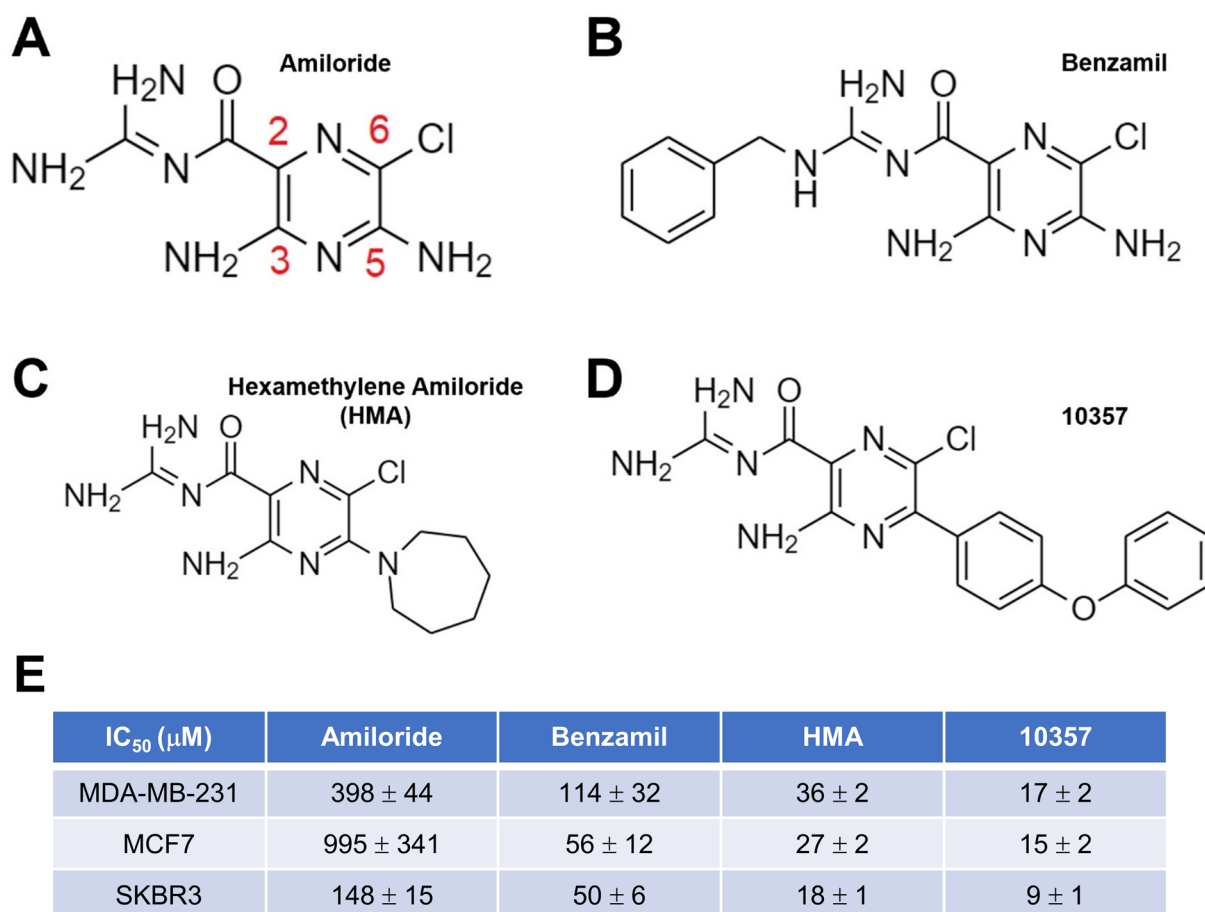 A
Amiloride
H₂N
O
2
N
6
Cl
NH₂
N
NH₂
3
N
5
NH₂
B
Benzamil
H₂N
O
N
Cl
N
H
N
NH₂
N
NH₂
C
Hexamethylene Amiloride
(HMA)
H₂N
O
N
Cl
NH₂
N
NH₂
N
N
D
10357
H₂N
O
N
Cl
NH₂
N
NH₂
N
O
E
IC₅₀ (μM) Amiloride Benzamil HMA 10357
MDA-MB-231 398 ± 44 114 ± 32 36 ± 2 17 ± 2
MCF7 995 ± 341 56 ± 12 27 ± 2 15 ± 2
SKBR3 148 ± 15 50 ± 6 18 ± 1 9 ± 1